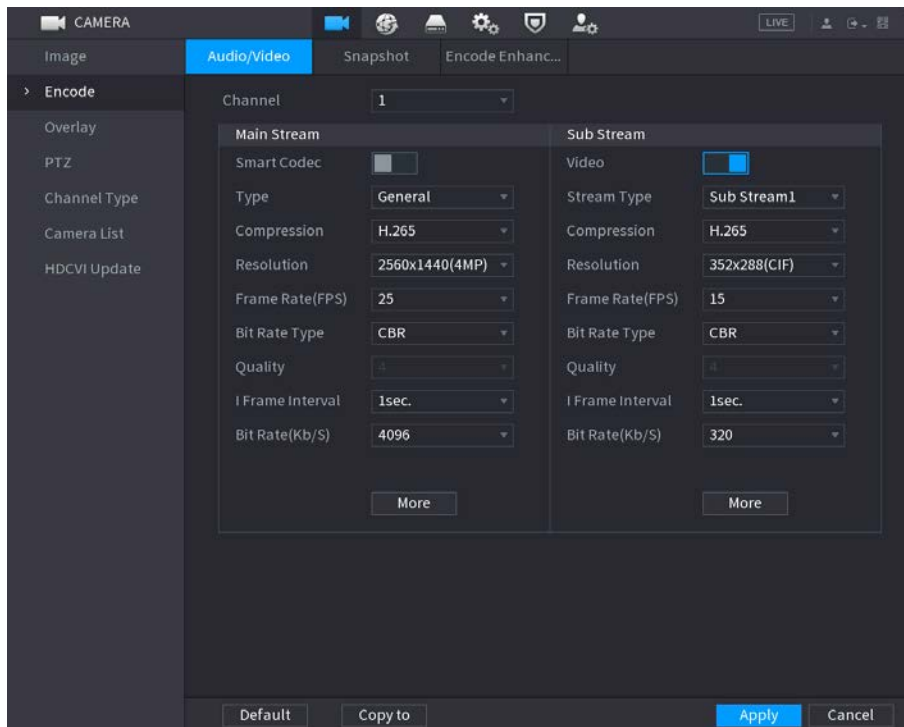 CAMERA LIVE
Image
Encode
Overlay
PTZ
Channel Type
Camera List
HDCVI Update
Audio/Video Snapshot Encode Enhanc...
Channel 1
Main Stream
Smart Codec
Type General
Compression H.265
Resolution 2560x1440(4MP)
Frame Rate(FPS) 25
Bit Rate Type CBR
Quality 4
I Frame Interval 1sec.
Bit Rate(Kb/S) 4096
More
Sub Stream
Video
Stream Type Sub Stream1
Compression H.265
Resolution 352x288(CIF)
Frame Rate(FPS) 15
Bit Rate Type CBR
Quality 4
I Frame Interval 1sec.
Bit Rate(Kb/S) 320
More
Default Copy to Apply Cancel